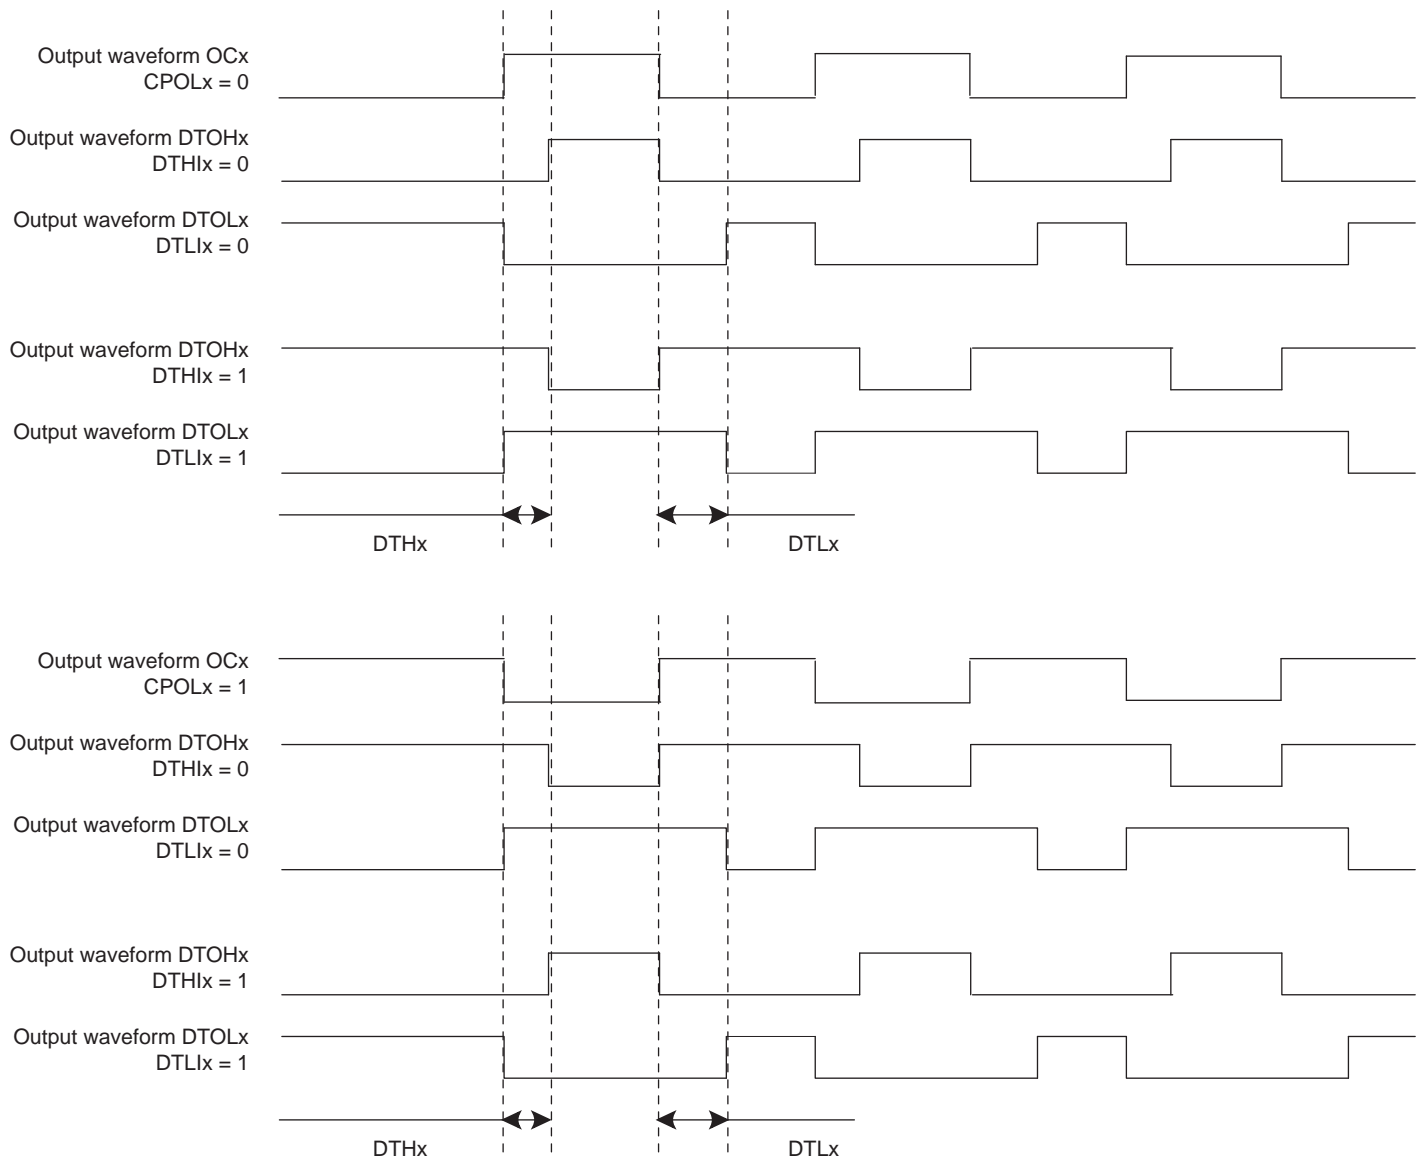 Output waveform OCx
CPOLx = 0
Output waveform DTOHx
DTHIx = 0
Output waveform DTOLx
DTLIx = 0
Output waveform DTOHx
DTHIx = 1
Output waveform DTOLx
DTLIx = 1
DTHx
DTLx
Output waveform OCx
CPOLx = 1
Output waveform DTOHx
DTHIx = 0
Output waveform DTOLx
DTLIx = 0
Output waveform DTOHx
DTHIx = 1
Output waveform DTOLx
DTLIx = 1
DTHx
DTLx